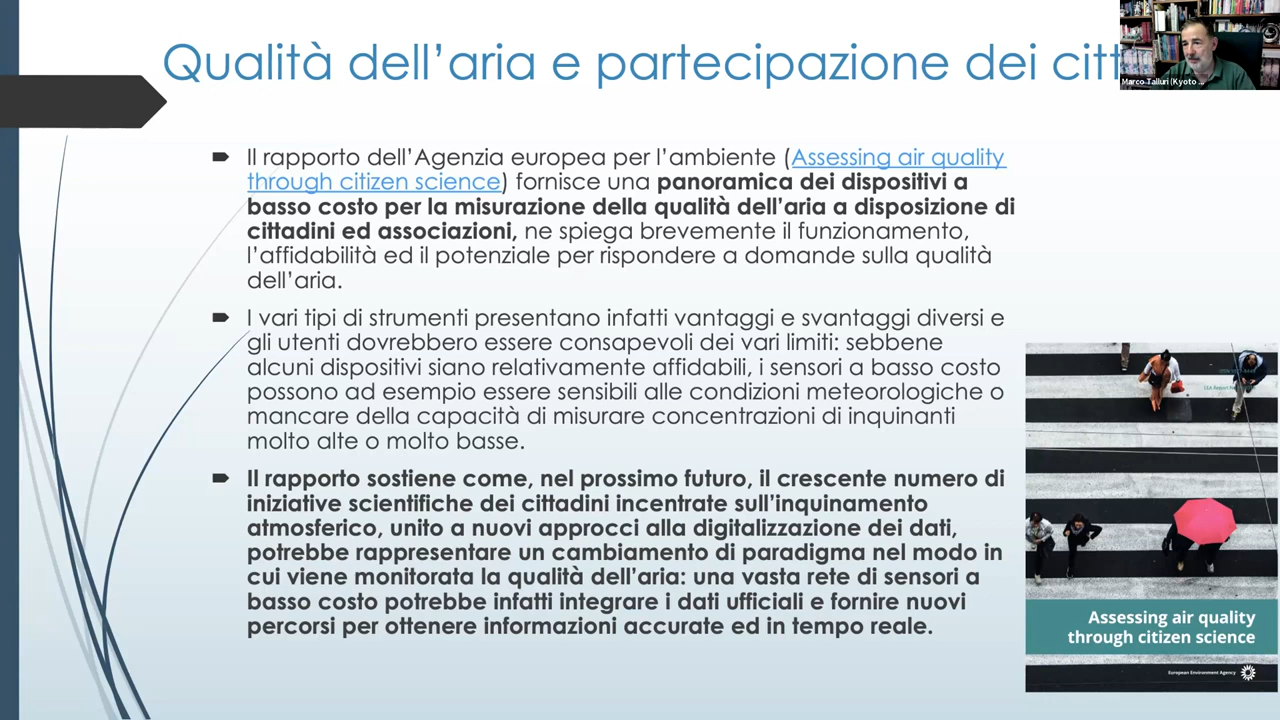 Qualità dell’aria e partecipazione dei citt
Marco Talluri (Kyoto ...
Il rapporto dell’Agenzia europea per l’ambiente (Assessing air quality
through citizen science) fornisce una panoramica dei dispositivi a
basso costo per la misurazione della qualità dell’aria a disposizione di
cittadini ed associazioni, ne spiega brevemente il funzionamento,
l’affidabilità ed il potenziale per rispondere a domande sulla qualità
dell’aria.
I vari tipi di strumenti presentano infatti vantaggi e svantaggi diversi e
gli utenti dovrebbero essere consapevoli dei vari limiti: sebbene
alcuni dispositivi siano relativamente affidabili, i sensori a basso costo
possono ad esempio essere sensibili alle condizioni meteorologiche o
mancare della capacità di misurare concentrazioni di inquinanti
molto alte o molto basse.
Il rapporto sostiene come, nel prossimo futuro, il crescente numero di
iniziative scientifiche dei cittadini incentrate sull’inquinamento
atmosferico, unito a nuovi approcci alla digitalizzazione dei dati,
potrebbe rappresentare un cambiamento di paradigma nel modo in
cui viene monitorata la qualità dell’aria: una vasta rete di sensori a
basso costo potrebbe infatti integrare i dati ufficiali e fornire nuovi
percorsi per ottenere informazioni accurate ed in tempo reale.
EEA Report
Assessing air quality
through citizen science
European Environment Agency